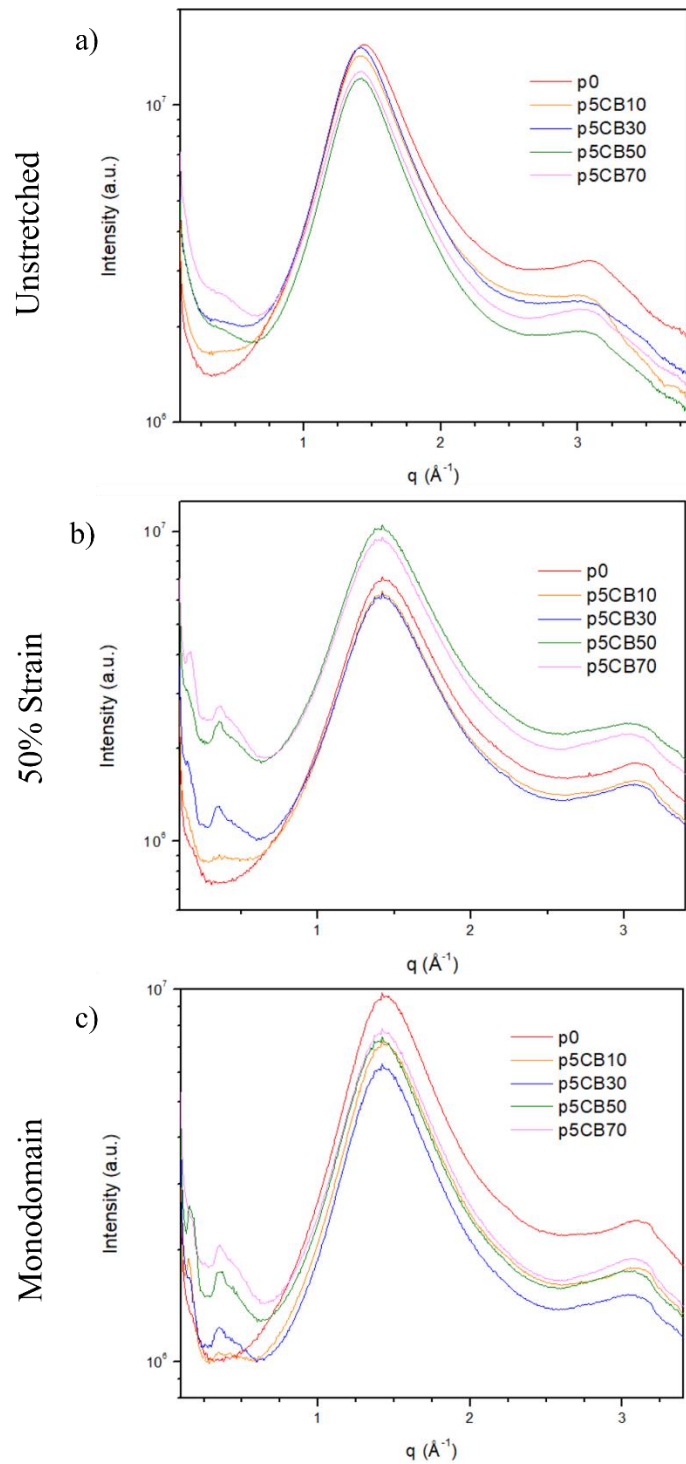 a)
Unstretched
Intensity (a.u.)
10⁷
10⁶
p0
p5CB10
p5CB30
p5CB50
p5CB70
1 2 3
q (Å⁻¹)
b)
50% Strain
Intensity (a.u.)
10⁷
10⁶
p0
p5CB10
p5CB30
p5CB50
p5CB70
1 2 3
q (Å⁻¹)
c)
Monodomain
Intensity (a.u.)
10⁷
10⁶
p0
p5CB10
p5CB30
p5CB50
p5CB70
1 2 3
q (Å⁻¹)